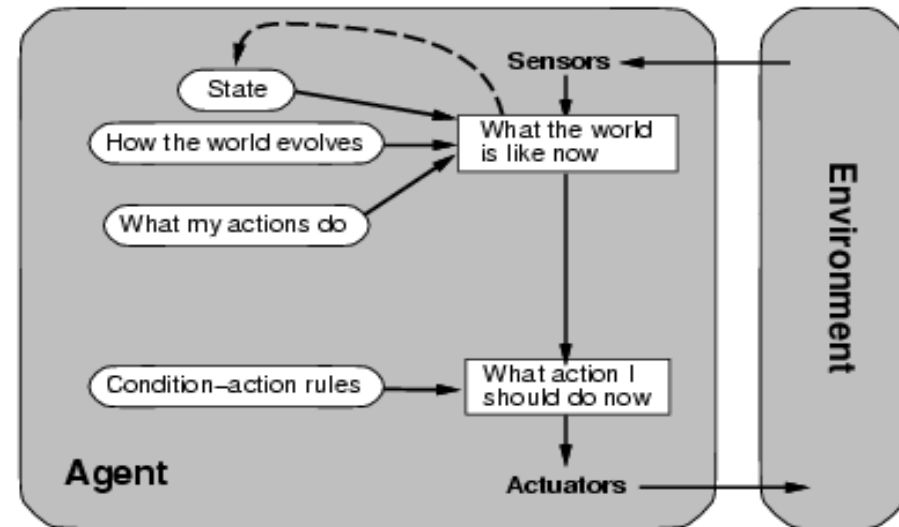 Sensors
State
What the world
is like now
How the world evolves
What my actions do
Environment
Condition–action rules
What action I
should do now
Agent
Actuators